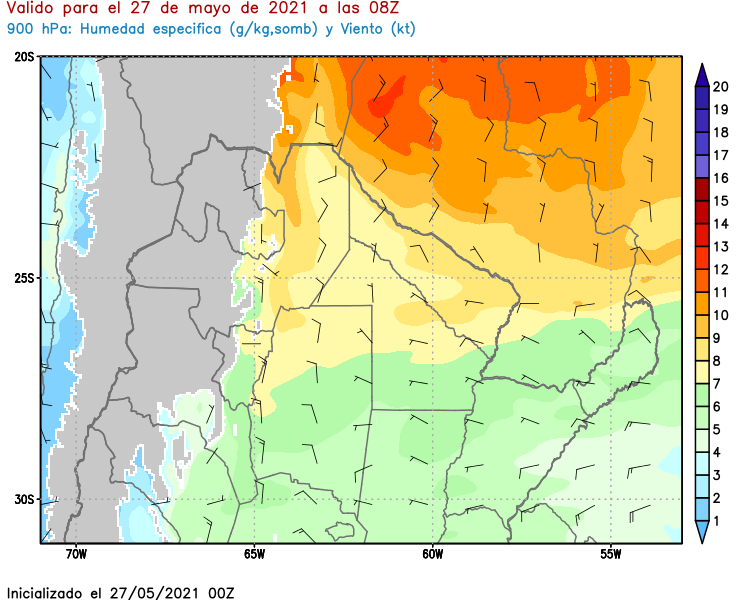 Valido para el 27 de mayo de 2021 a las 08Z
900 hPa: Humedad especifica (g/kg,somb) y Viento (kt)
20S
25S
30S
70W
65W
60W
55W
20
19
18
17
16
15
14
13
12
11
10
9
8
7
6
5
4
3
2
1
Inicializado el 27/05/2021 00Z